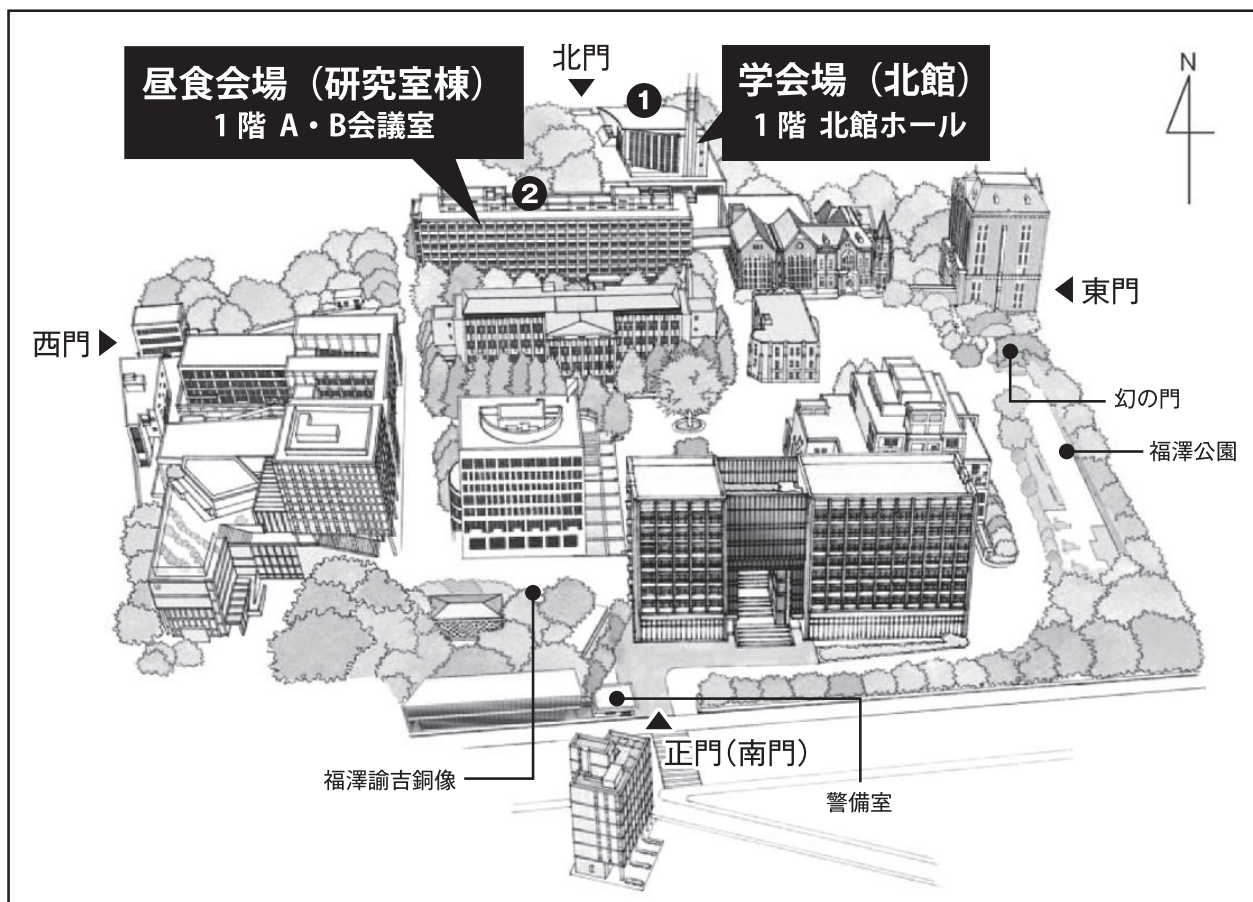 北門
昼食会場（研究室棟）
1階 A・B会議室
❶
学会場（北館）
1階 北館ホール
N
❷
東門
西門
幻の門
福澤公園
正門(南門)
福澤諭吉銅像
警備室